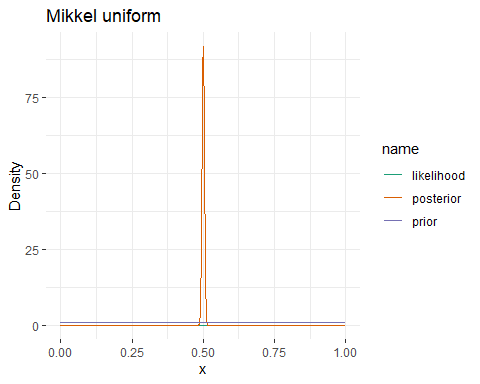 Mikkel uniform
Density
75
50
25
0
0.00 0.25 0.50 0.75 1.00
x
name
likelihood
posterior
prior